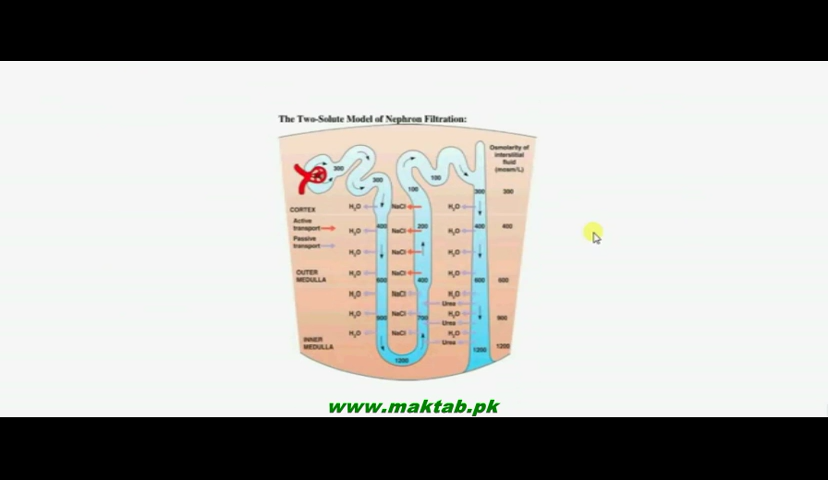 The Two-Solute Model of Nephron Filtration:
Osmolarity of
interstitial
fluid
(mosm/L)
300
300
100
100
300
300
CORTEX
H₂O
NaCl
H₂O
Active
transport
400
200
400
400
H₂O
NaCl
H₂O
Passive
transport
H₂O
NaCl
H₂O
OUTER
MEDULLA
H₂O
NaCl
H₂O
600
400
600
600
H₂O
NaCl
H₂O
Urea
H₂O
NaCl
H₂O
900
700
900
Urea
H₂O
NaCl
H₂O
INNER
MEDULLA
Urea
1200
1200
1200
www.maktab.pk